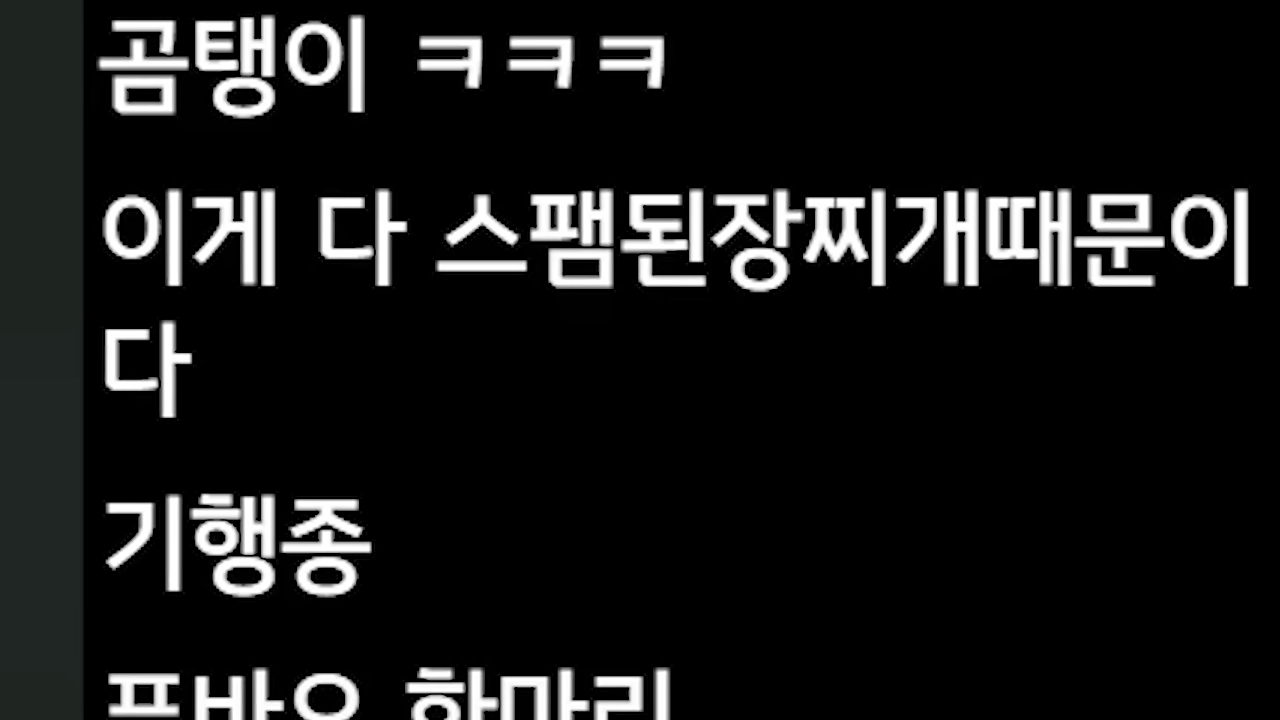 곰탱이 ㅋㅋㅋ
이게 다 스팸된장찌개때문이
다
기행종